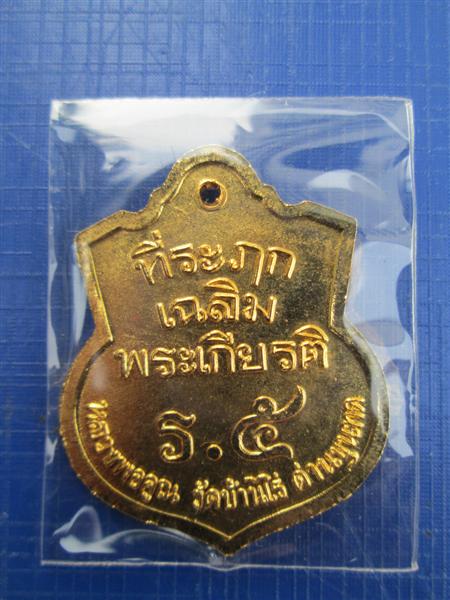 ที่ระฦก
เฉลิม
พระเกียรติ
ร.๕
หลวงพ่อคูณ วัดบ้านไร่ ด่านขุนทด